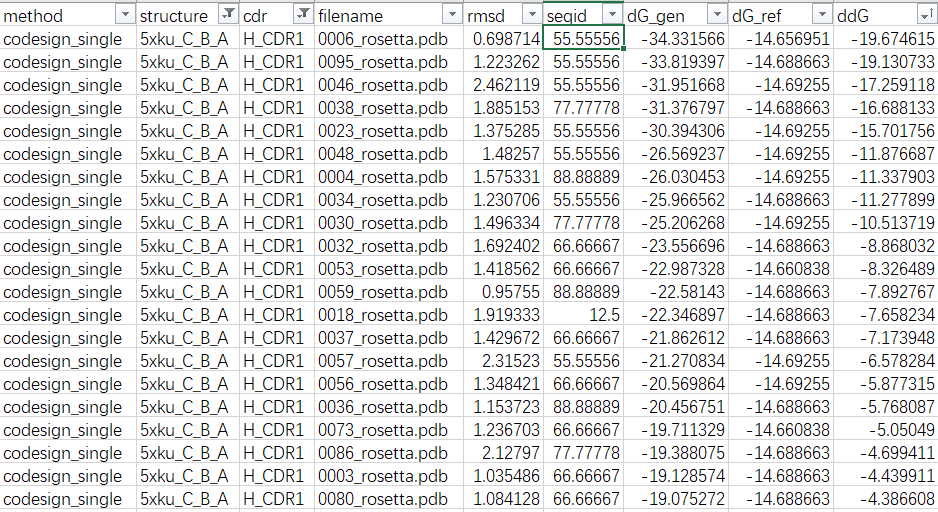 method structure cdr filename rmsd seqid dG_gen dG_ref ddG
codesign_single 5xku_C_B_A H_CDR1 0006_rosetta.pdb 0.698714 55.55556 -34.331566 -14.656951 -19.674615
codesign_single 5xku_C_B_A H_CDR1 0095_rosetta.pdb 1.223262 55.55556 -33.819397 -14.688663 -19.130733
codesign_single 5xku_C_B_A H_CDR1 0046_rosetta.pdb 2.462119 55.55556 -31.951668 -14.69255 -17.259118
codesign_single 5xku_C_B_A H_CDR1 0038_rosetta.pdb 1.885153 77.77778 -31.376797 -14.688663 -16.688133
codesign_single 5xku_C_B_A H_CDR1 0023_rosetta.pdb 1.375285 55.55556 -30.394306 -14.69255 -15.701756
codesign_single 5xku_C_B_A H_CDR1 0048_rosetta.pdb 1.48257 55.55556 -26.569237 -14.69255 -11.876687
codesign_single 5xku_C_B_A H_CDR1 0004_rosetta.pdb 1.575331 88.88889 -26.030453 -14.69255 -11.337903
codesign_single 5xku_C_B_A H_CDR1 0034_rosetta.pdb 1.230706 55.55556 -25.966562 -14.688663 -11.277899
codesign_single 5xku_C_B_A H_CDR1 0030_rosetta.pdb 1.496334 77.77778 -25.206268 -14.69255 -10.513719
codesign_single 5xku_C_B_A H_CDR1 0032_rosetta.pdb 1.692402 66.66667 -23.556696 -14.688663 -8.868032
codesign_single 5xku_C_B_A H_CDR1 0053_rosetta.pdb 1.418562 66.66667 -22.987328 -14.660838 -8.326489
codesign_single 5xku_C_B_A H_CDR1 0059_rosetta.pdb 0.95755 88.88889 -22.58143 -14.688663 -7.892767
codesign_single 5xku_C_B_A H_CDR1 0018_rosetta.pdb 1.919333 12.5 -22.346897 -14.688663 -7.658234
codesign_single 5xku_C_B_A H_CDR1 0037_rosetta.pdb 1.429672 66.66667 -21.862612 -14.688663 -7.173948
codesign_single 5xku_C_B_A H_CDR1 0057_rosetta.pdb 2.31523 55.55556 -21.270834 -14.69255 -6.578284
codesign_single 5xku_C_B_A H_CDR1 0056_rosetta.pdb 1.348421 66.66667 -20.569864 -14.69255 -5.877315
codesign_single 5xku_C_B_A H_CDR1 0036_rosetta.pdb 1.153723 88.88889 -20.456751 -14.688663 -5.768087
codesign_single 5xku_C_B_A H_CDR1 0073_rosetta.pdb 1.236703 66.66667 -19.711329 -14.660838 -5.05049
codesign_single 5xku_C_B_A H_CDR1 0086_rosetta.pdb 2.12797 77.77778 -19.388075 -14.688663 -4.699411
codesign_single 5xku_C_B_A H_CDR1 0003_rosetta.pdb 1.035486 66.66667 -19.128574 -14.688663 -4.439911
codesign_single 5xku_C_B_A H_CDR1 0080_rosetta.pdb 1.084128 66.66667 -19.075272 -14.688663 -4.386608